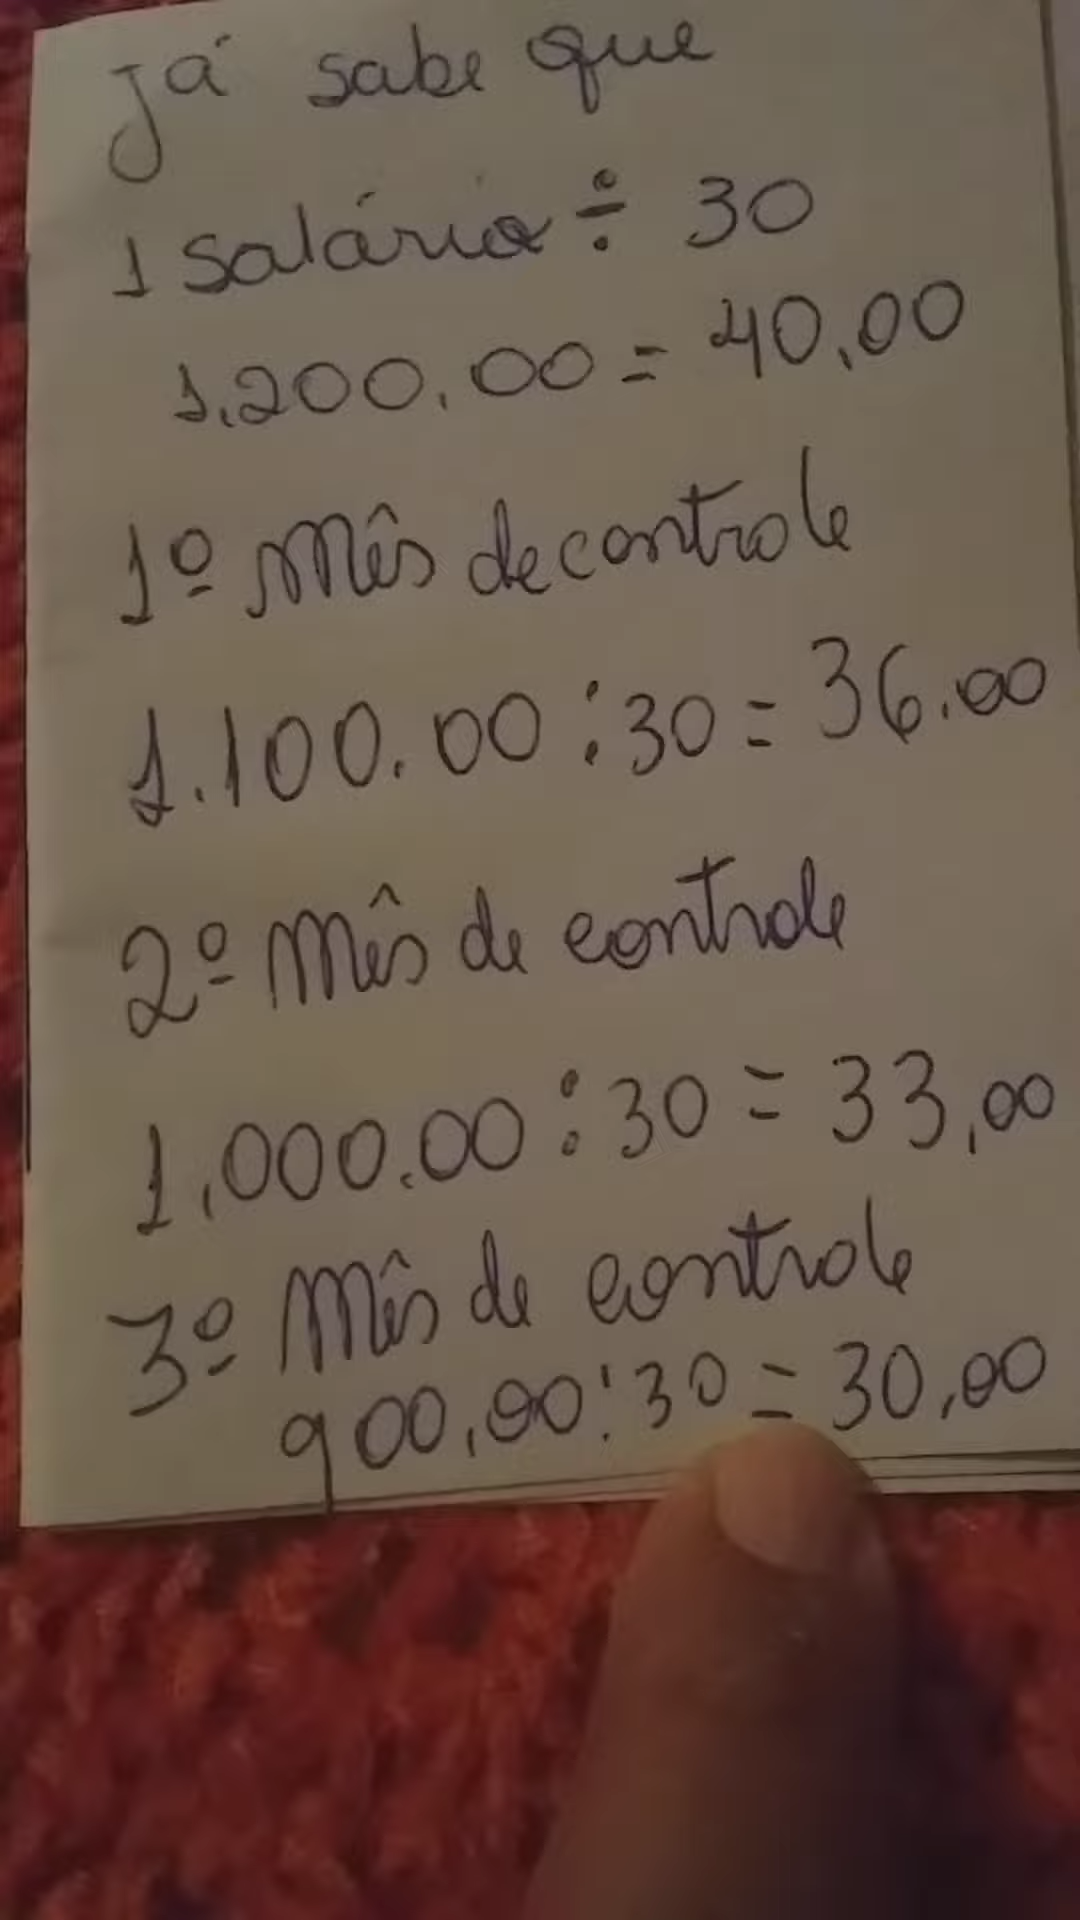 Já sabe que
1 salário ÷ 30
1.200.00 = 40.00
1º Mês de controle
1.100.00 : 30 = 36.00
2º Mês de controle
1.000.00 : 30 = 33,00
3º Mês de controle
900,00 : 30 = 30,00